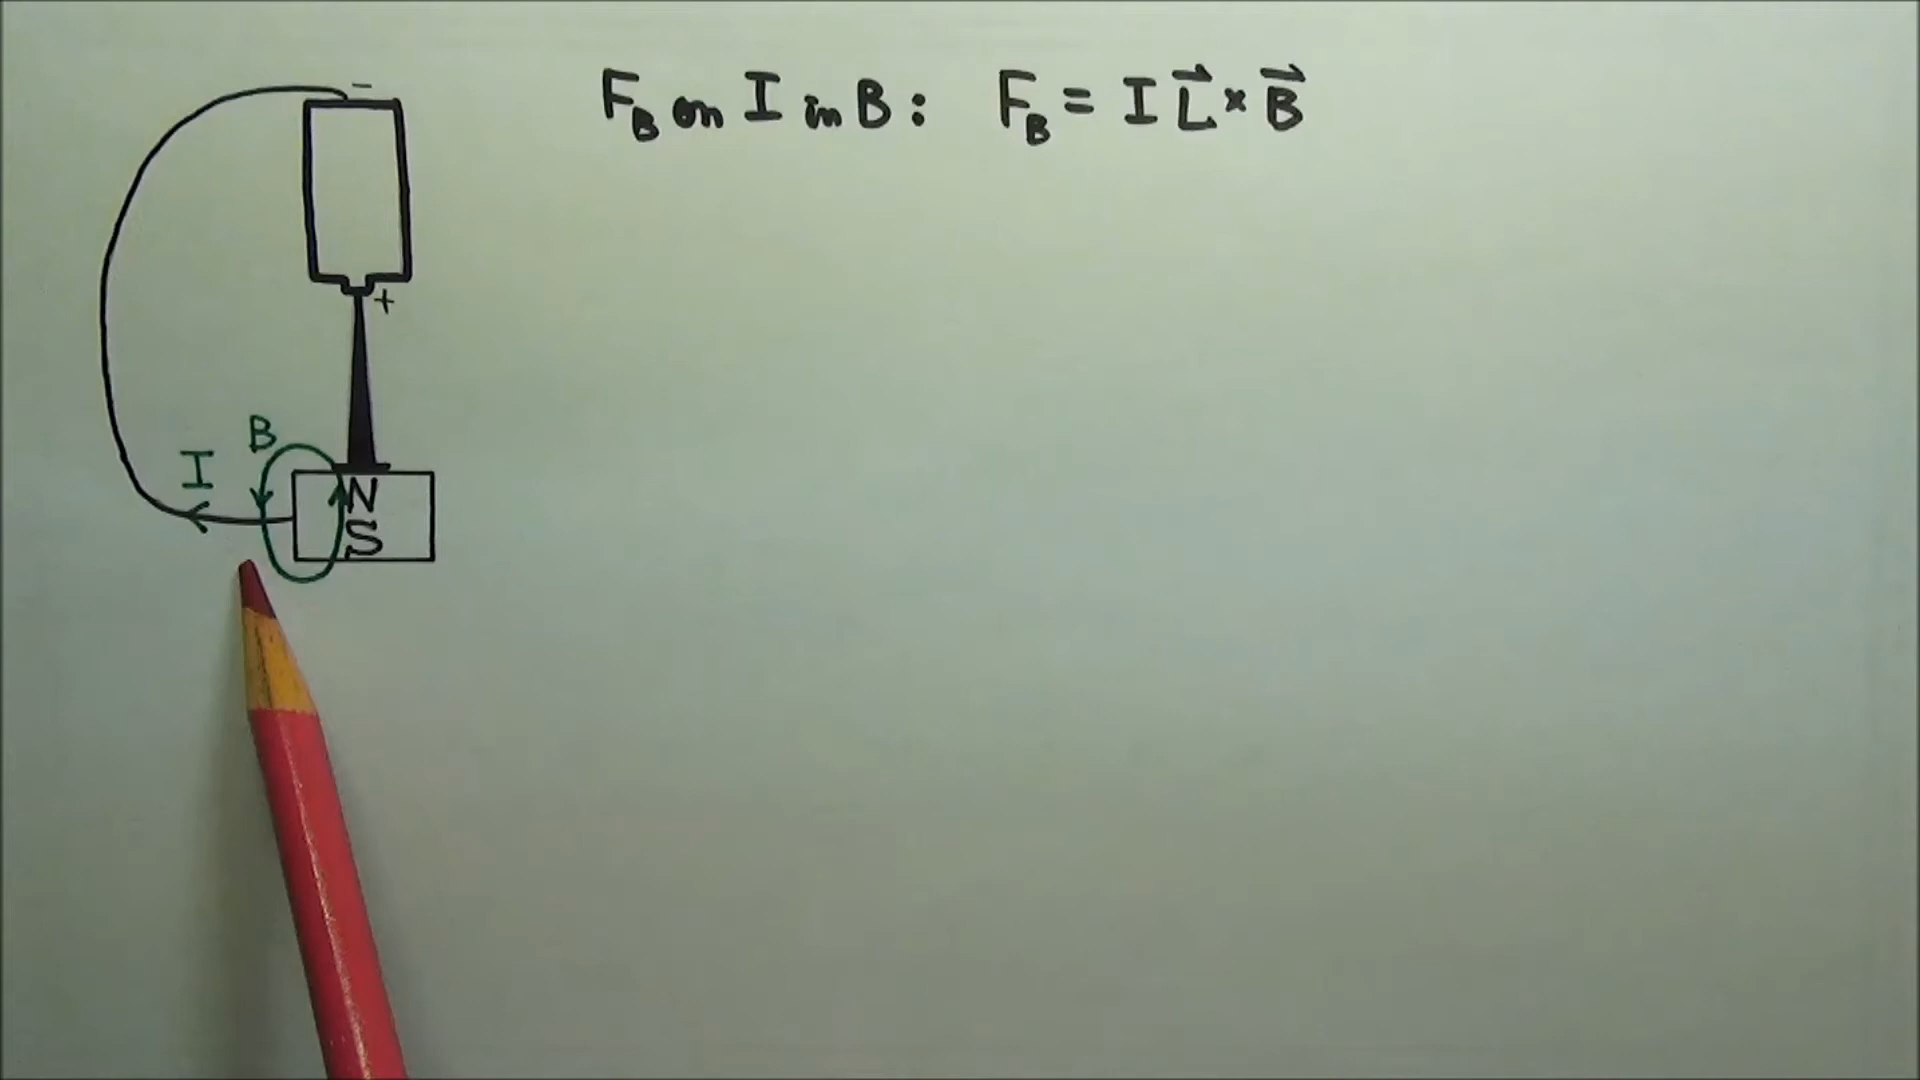 F_B on I in B: F_B = I L⃗ × B⃗
-
+
B
I
N
S